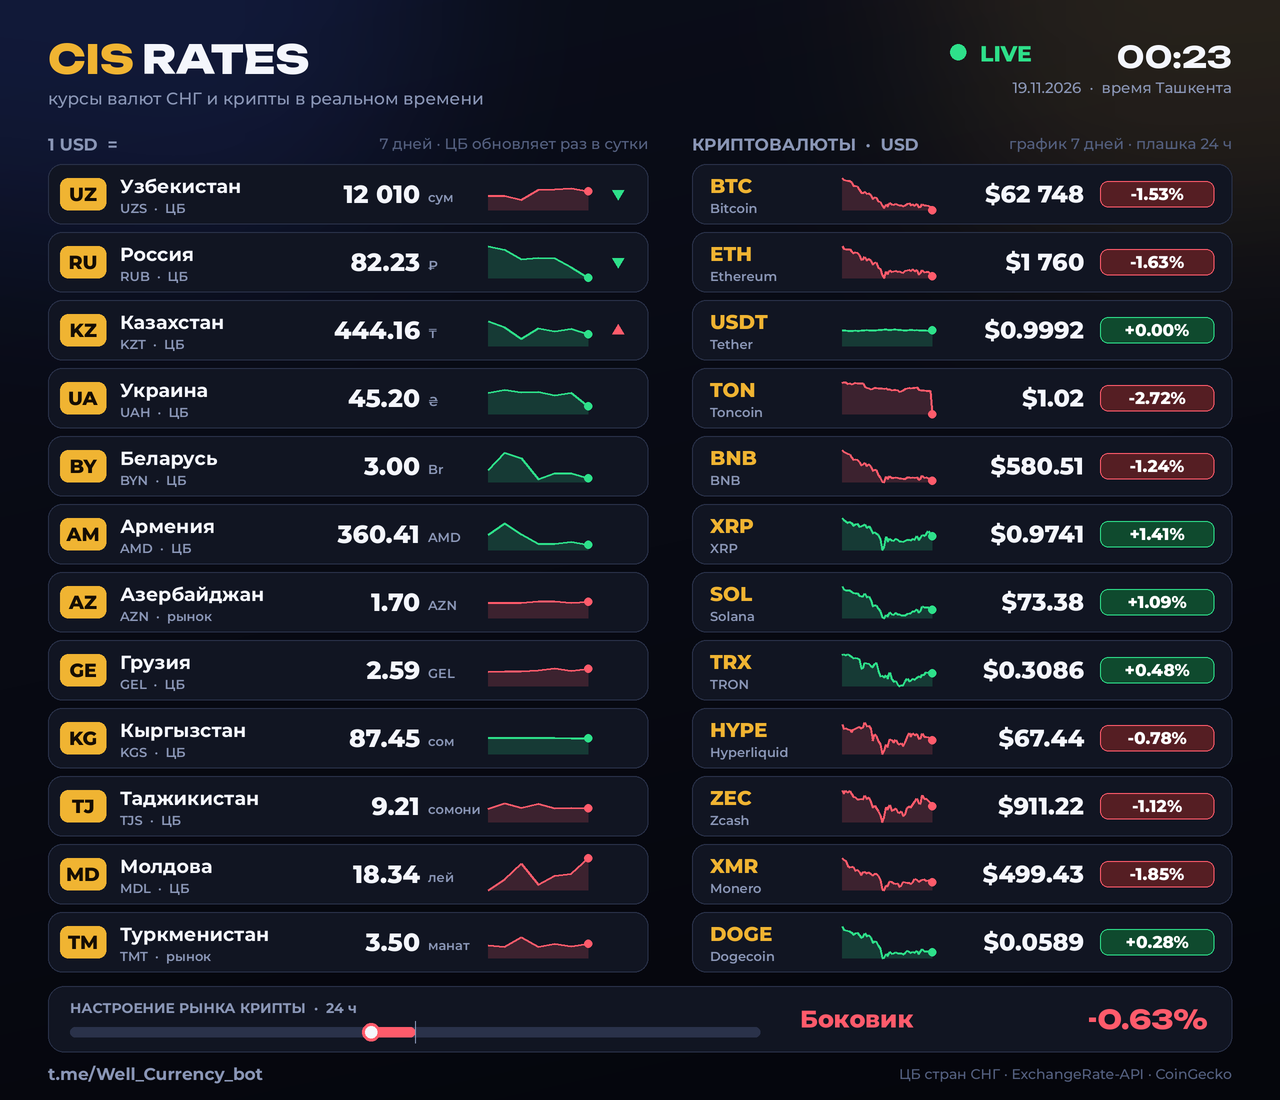 CIS RATES
курсы валют СНГ и крипты в реальном времени
LIVE
00:23
19.11.2026 · время Ташкента
1 USD =
7 дней · ЦБ обновляет раз в сутки
UZ Узбекистан 12 010 сум
UZS · ЦБ
RU Россия 82.23 ₽
RUB · ЦБ
KZ Казахстан 444.16 ₸
KZT · ЦБ
UA Украина 45.20 ₴
UAH · ЦБ
BY Беларусь 3.00 Br
BYN · ЦБ
AM Армения 360.41 AMD
AMD · ЦБ
AZ Азербайджан 1.70 AZN
AZN · рынок
GE Грузия 2.59 GEL
GEL · ЦБ
KG Кыргызстан 87.45 сом
KGS · ЦБ
TJ Таджикистан 9.21 сомони
TJS · ЦБ
MD Молдова 18.34 лей
MDL · ЦБ
TM Туркменистан 3.50 манат
TMT · рынок
КРИПТОВАЛЮТЫ · USD
график 7 дней · плашка 24 ч
BTC $62 748 -1.53%
Bitcoin
ETH $1 760 -1.63%
Ethereum
USDT $0.9992 +0.00%
Tether
TON $1.02 -2.72%
Toncoin
BNB $580.51 -1.24%
BNB
XRP $0.9741 +1.41%
XRP
SOL $73.38 +1.09%
Solana
TRX $0.3086 +0.48%
TRON
HYPE $67.44 -0.78%
Hyperliquid
ZEC $911.22 -1.12%
Zcash
XMR $499.43 -1.85%
Monero
DOGE $0.0589 +0.28%
Dogecoin
НАСТРОЕНИЕ РЫНКА КРИПТЫ · 24 ч
Боковик -0.63%
t.me/Well_Currency_bot
ЦБ стран СНГ · ExchangeRate-API · CoinGecko